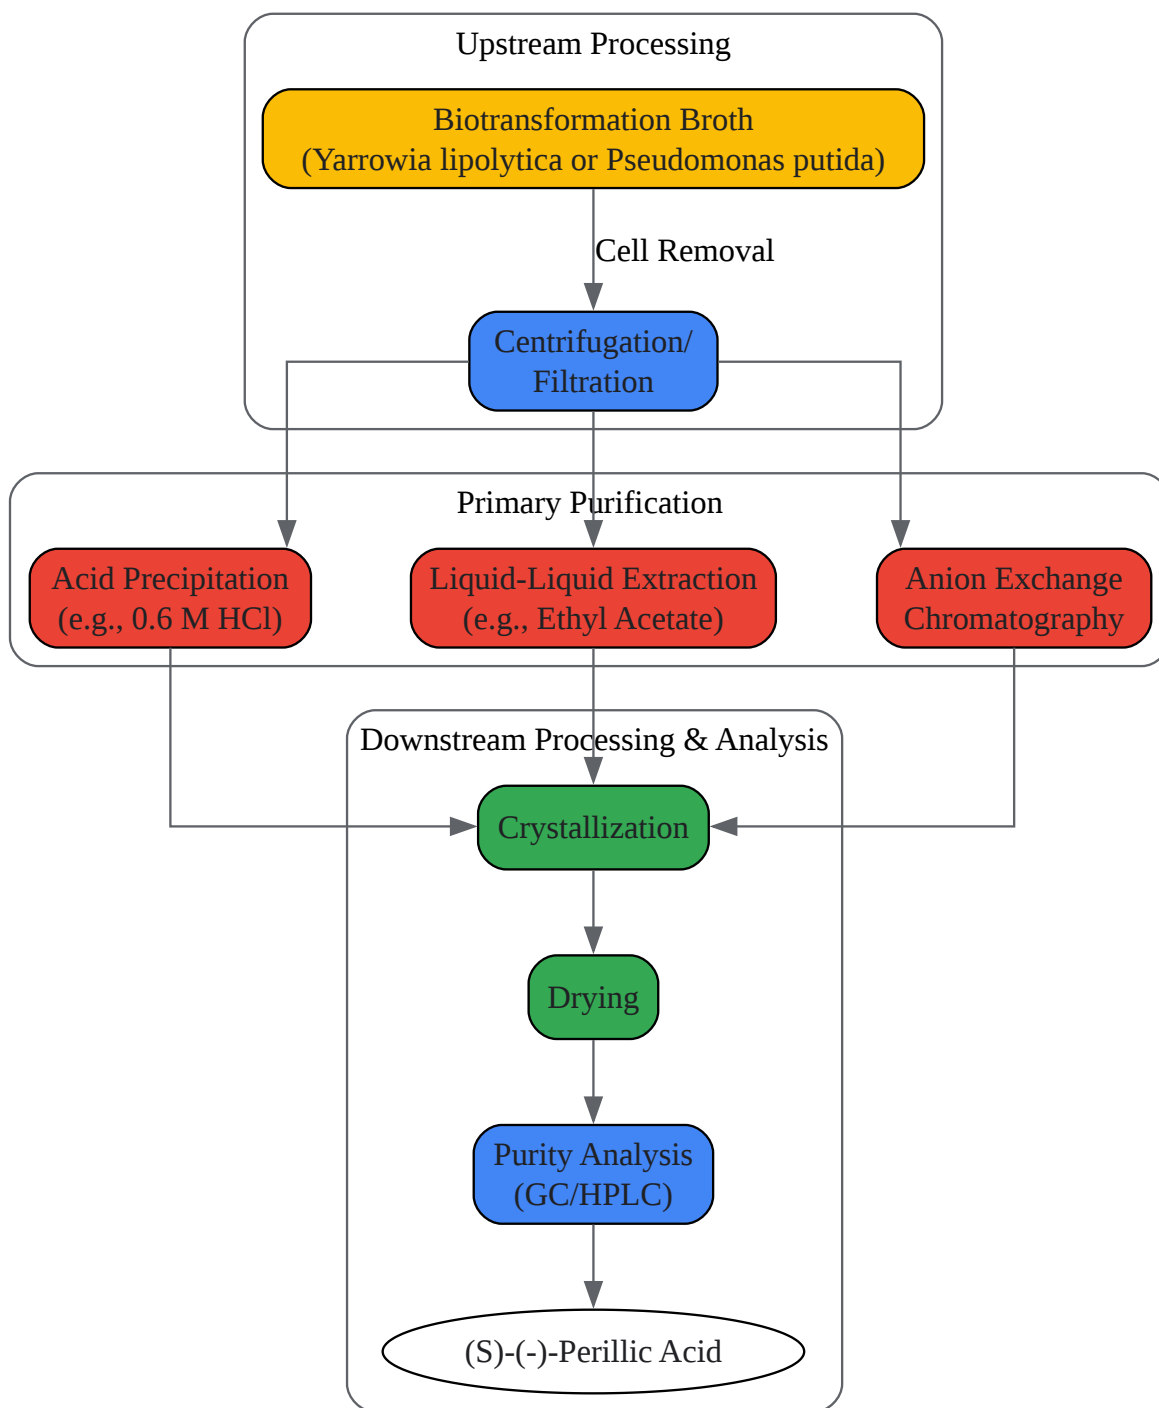 Upstream Processing
Biotransformation Broth
(Yarrowia lipolytica or Pseudomonas putida)
Cell Removal
Centrifugation/
Filtration
Primary Purification
Acid Precipitation
(e.g., 0.6 M HCl)
Liquid-Liquid Extraction
(e.g., Ethyl Acetate)
Anion Exchange
Chromatography
Downstream Processing & Analysis
Crystallization
Drying
Purity Analysis
(GC/HPLC)
(S)-(-)-Perillic Acid